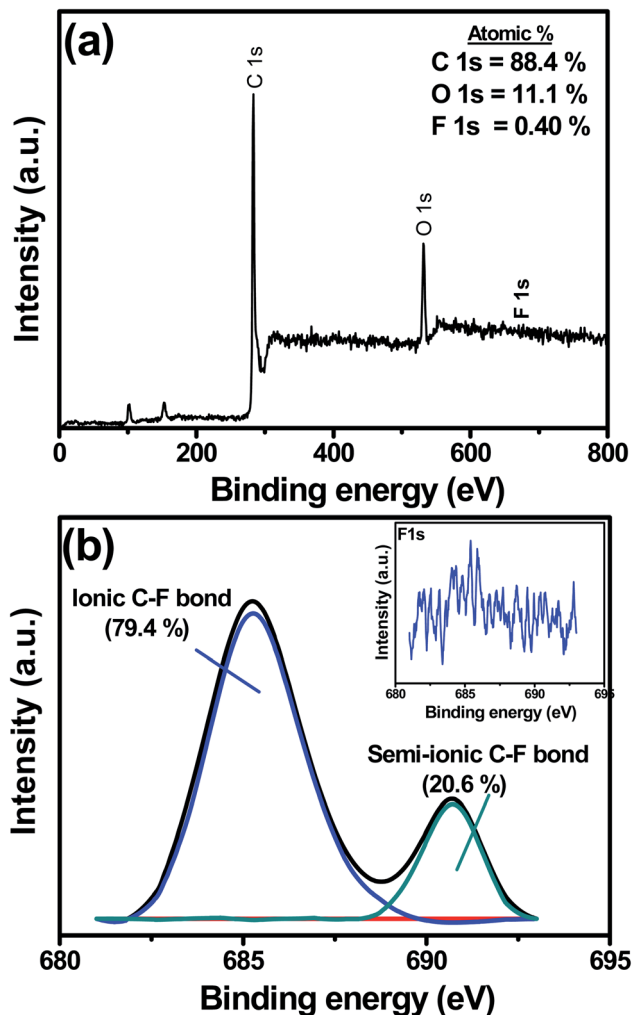 (a)
Atomic %
C 1s = 88.4 %
O 1s = 11.1 %
F 1s = 0.40 %
C 1s
O 1s
F 1s
Intensity (a.u.)
0 200 400 600 800
Binding energy (eV)
(b)
Ionic C-F bond
(79.4 %)
F1s
Intensity (a.u.)
680 685 690 695
Binding energy (eV)
Semi-ionic C-F bond
(20.6 %)
Intensity (a.u.)
680 685 690 695
Binding energy (eV)